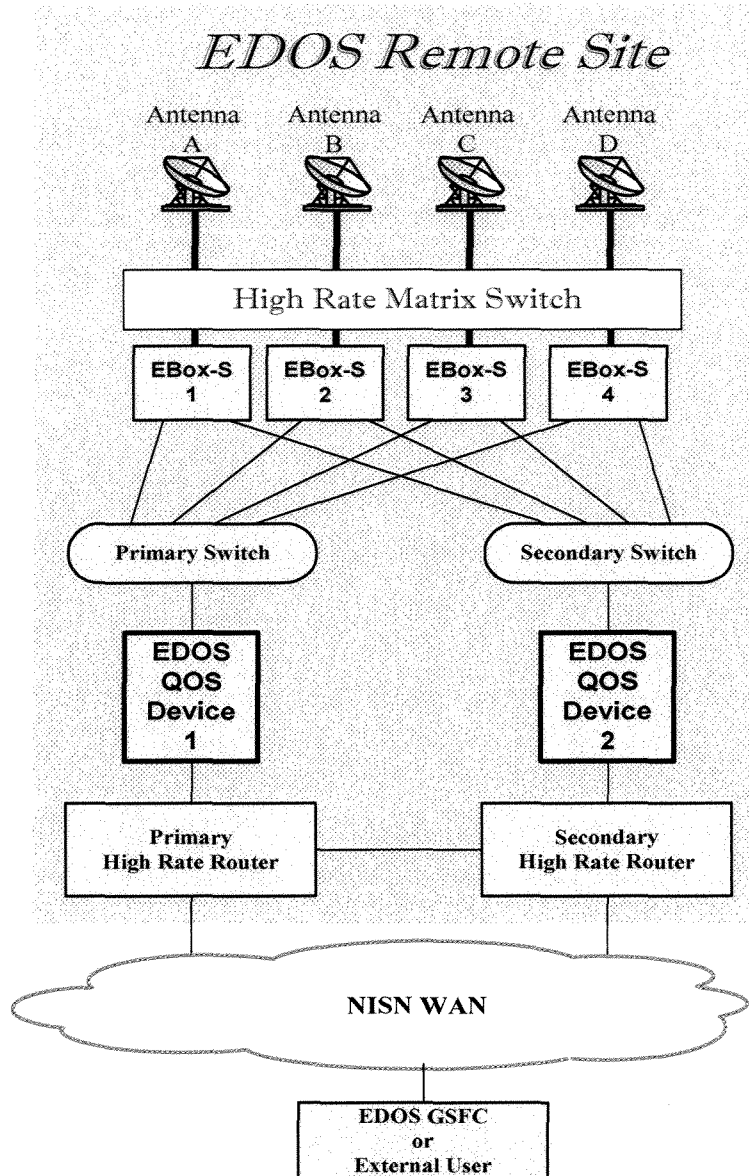 EDOS Remote Site
Antenna A
Antenna B
Antenna C
Antenna D
High Rate Matrix Switch
EBox-S 1
EBox-S 2
EBox-S 3
EBox-S 4
Primary Switch
Secondary Switch
EDOS
QOS
Device
1
EDOS
QOS
Device
2
Primary
High Rate Router
Secondary
High Rate Router
NISN WAN
EDOS GSFC
or
External User